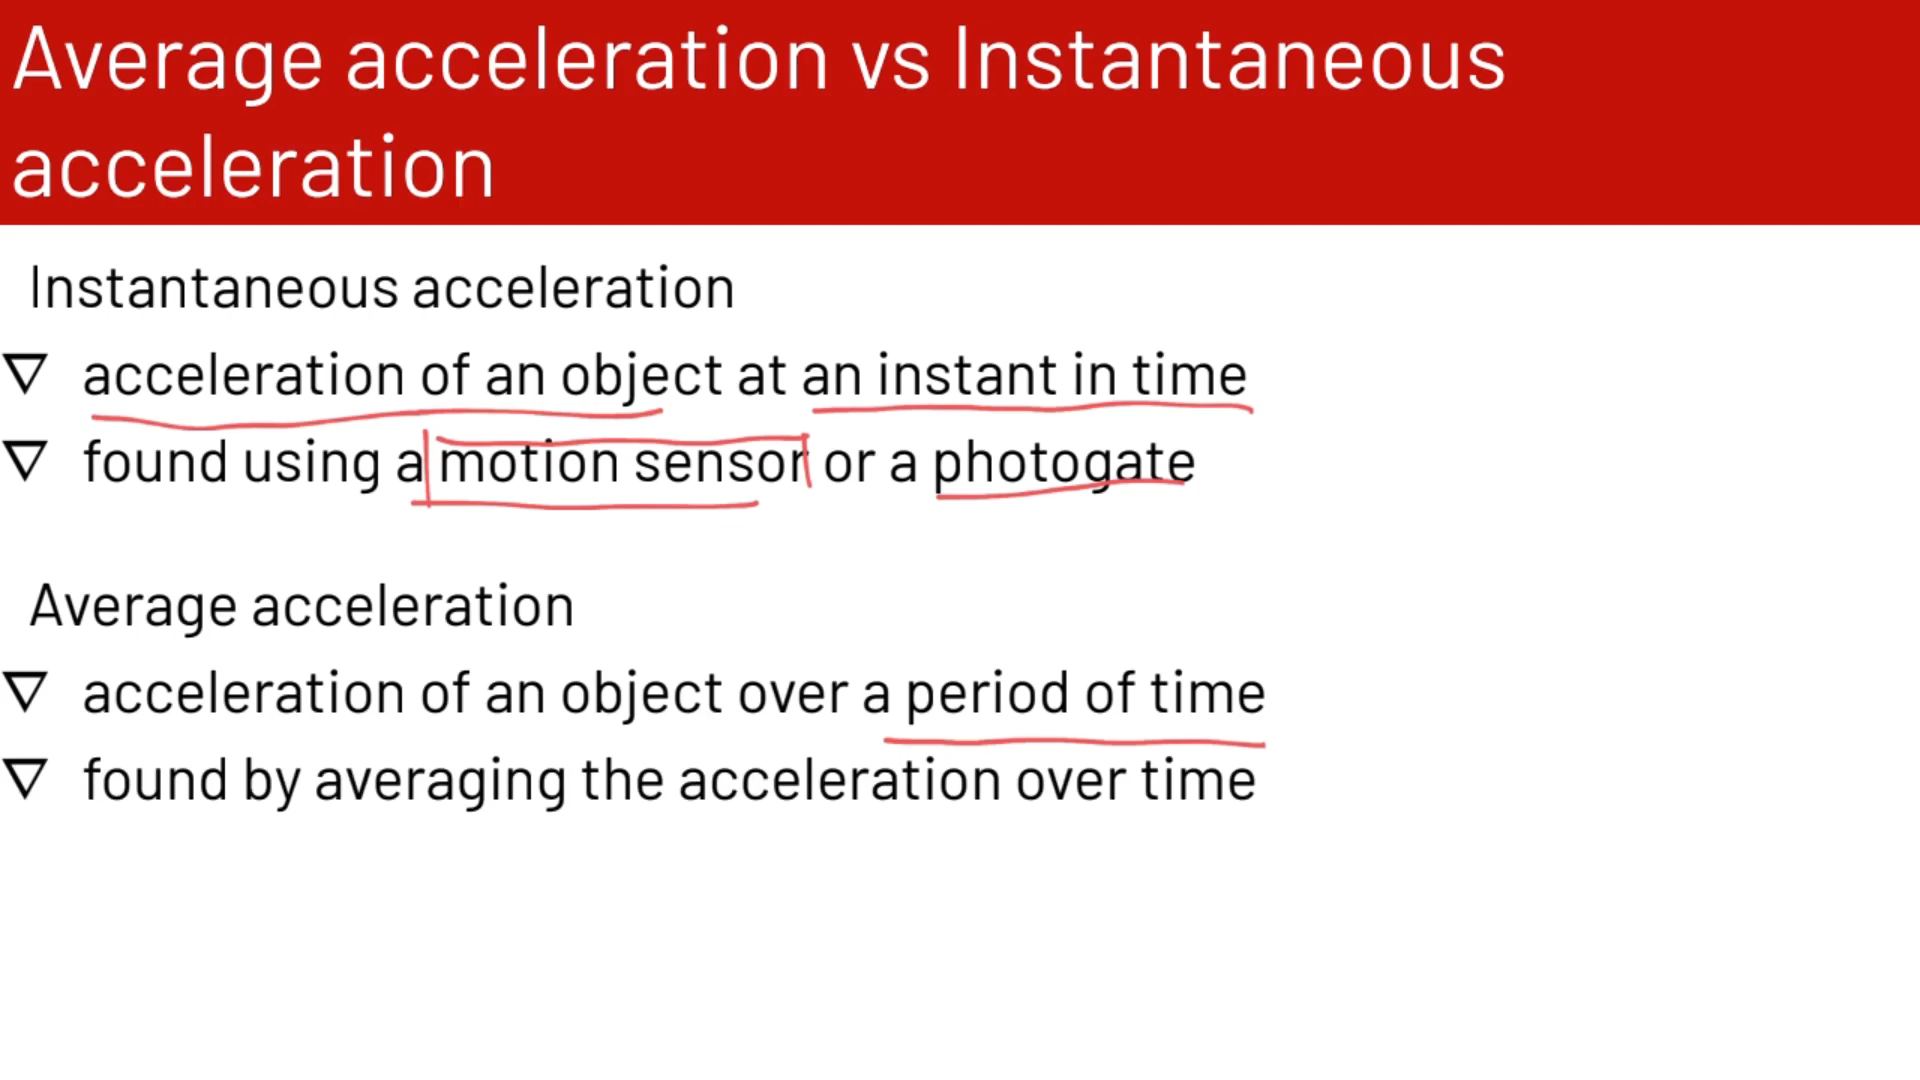 Average acceleration vs Instantaneous
acceleration
Instantaneous acceleration
▽ acceleration of an object at an instant in time
▽ found using a motion sensor or a photogate
Average acceleration
▽ acceleration of an object over a period of time
▽ found by averaging the acceleration over time